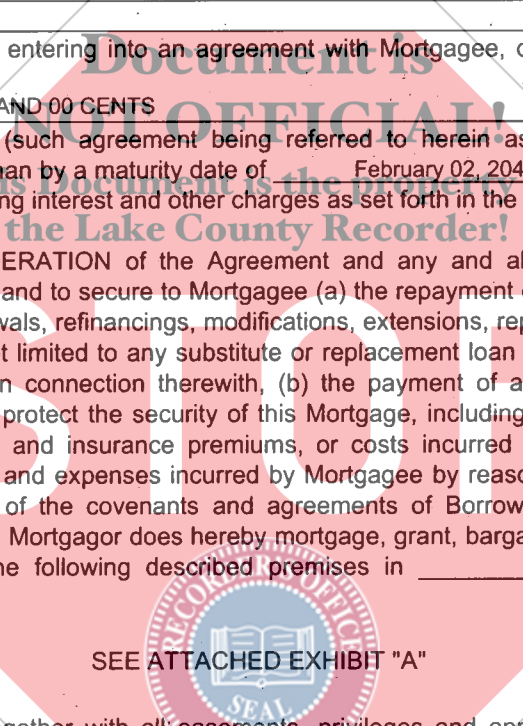 entering into an agreement with Mortgagee,
Document is
AND 00 CENTS
NOT OFFICIAL!
(such agreement being referred to herein as
an by a maturity date of February 02, 204
This Document is the property
ng interest and other charges as set forth in the
the Lake County Recorder!
ERATION of the Agreement and any and al
and to secure to Mortgagee (a) the repayment
wals, refinancings, modifications, extensions, rep
t limited to any substitute or replacement loan
n connection therewith, (b) the payment of a
protect the security of this Mortgage, including
and insurance premiums, or costs incurred
and expenses incurred by Mortgagee by reaso
of the covenants and agreements of Borrow
Mortgagor does hereby mortgage, grant, barga
ne following described premises in
STOP
RECORDER'S OFFICE
SEE ATTACHED EXHIBIT "A"
SEAL